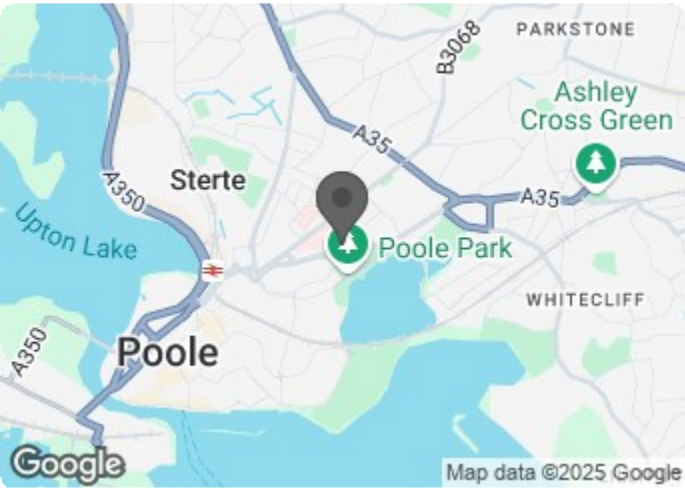 PARKSTONE
B3068
Ashley
Cross Green
A35
Sterte
A350
A35
Upton Lake
Poole Park
WHITECLIFF
A350
Poole
Google
Map data ©2025 Google